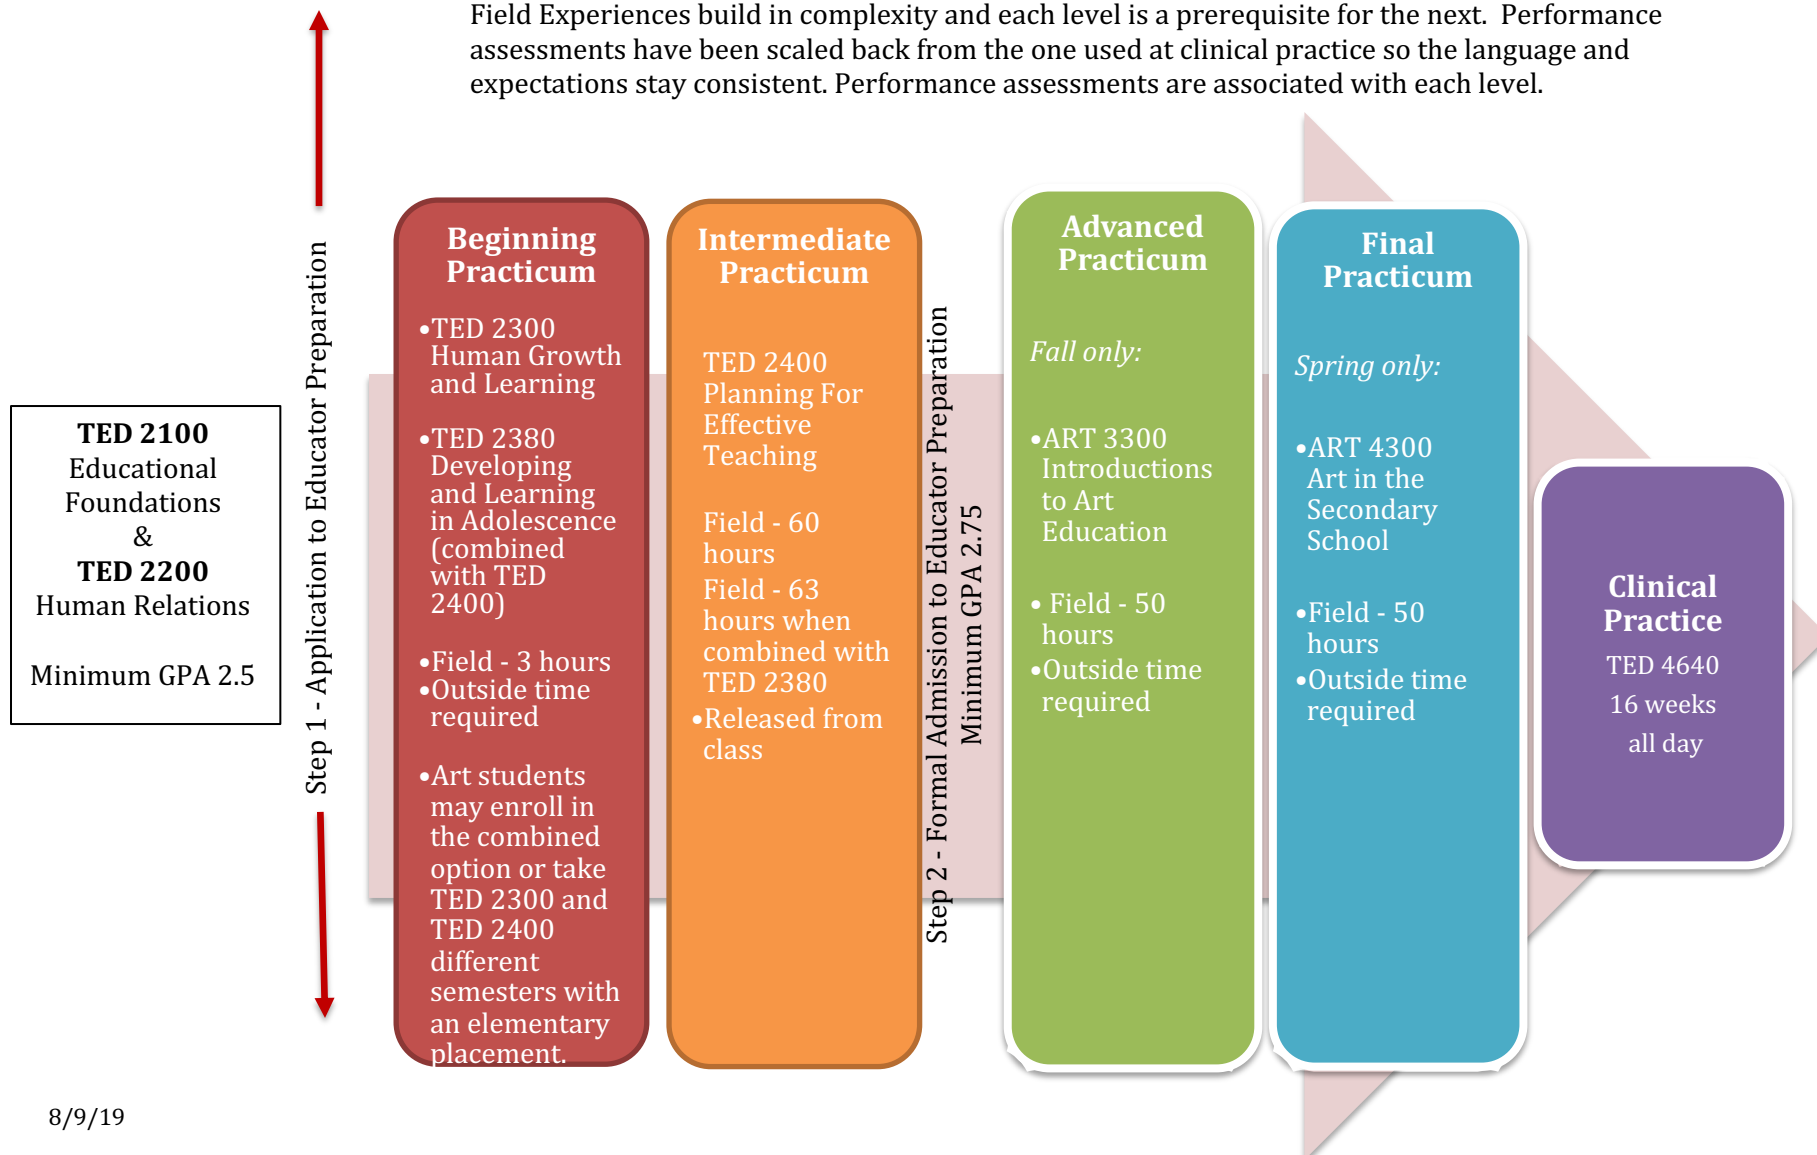 Field Experiences build in complexity and each level is a prerequisite for the next.  Performance
assessments have been scaled back from the one used at clinical practice so the language and
expectations stay consistent. Performance assessments are associated with each level.
TED 2100
Educational
Foundations
&
TED 2200
Human Relations
Minimum GPA 2.5
Step 1 - Application to Educator Preparation
Beginning
Practicum
•TED 2300
Human Growth
and Learning
•TED 2380
Developing
and Learning
in Adolescence
(combined
with TED
2400)
•Field - 3 hours
•Outside time
required
•Art students
may enroll in
the combined
option or take
TED 2300 and
TED 2400
different
semesters with
an elementary
placement.
Intermediate
Practicum
TED 2400
Planning For
Effective
Teaching
Field - 60
hours
Field - 63
hours when
combined with
TED 2380
•Released from
class
Step 2 - Formal Admission to Educator Preparation
Minimum GPA 2.75
Advanced
Practicum
Fall only:
•ART 3300
Introductions
to Art
Education
• Field - 50
hours
•Outside time
required
Final
Practicum
Spring only:
•ART 4300
Art in the
Secondary
School
•Field - 50
hours
•Outside time
required
Clinical
Practice
TED 4640
16 weeks
all day
8/9/19